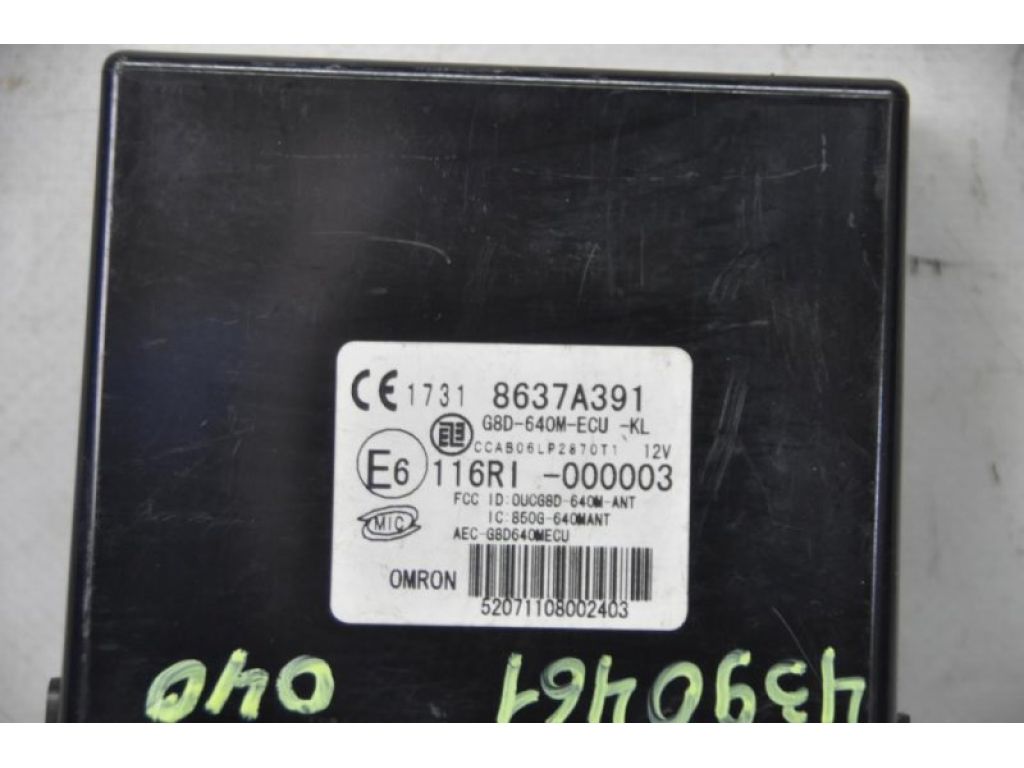 CE 1731 8637A391
G8D-640M-ECU -KL
CCAB06LP2870T1 12V
E6 116RI -000003
FCC ID:OUCG8D-640M-ANT
MIC IC:850G-640MANT
AEC-G8D640MECU
OMRON
52071108002403
040 4390461